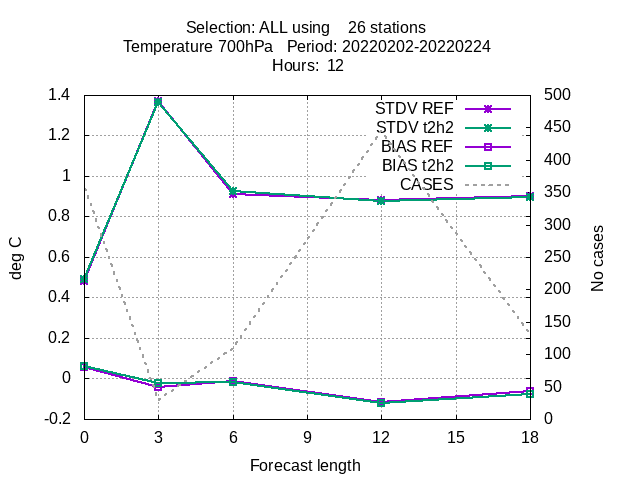 Selection: ALL using    26 stations
Temperature 700hPa   Period: 20220202-20220224
Hours:  12
1.4
1.2
1
0.8
0.6
0.4
0.2
0
-0.2
500
450
400
350
300
250
200
150
100
50
0
STDV REF
STDV t2h2
BIAS REF
BIAS t2h2
CASES
deg C
No cases
0 3 6 9 12 15 18
Forecast length